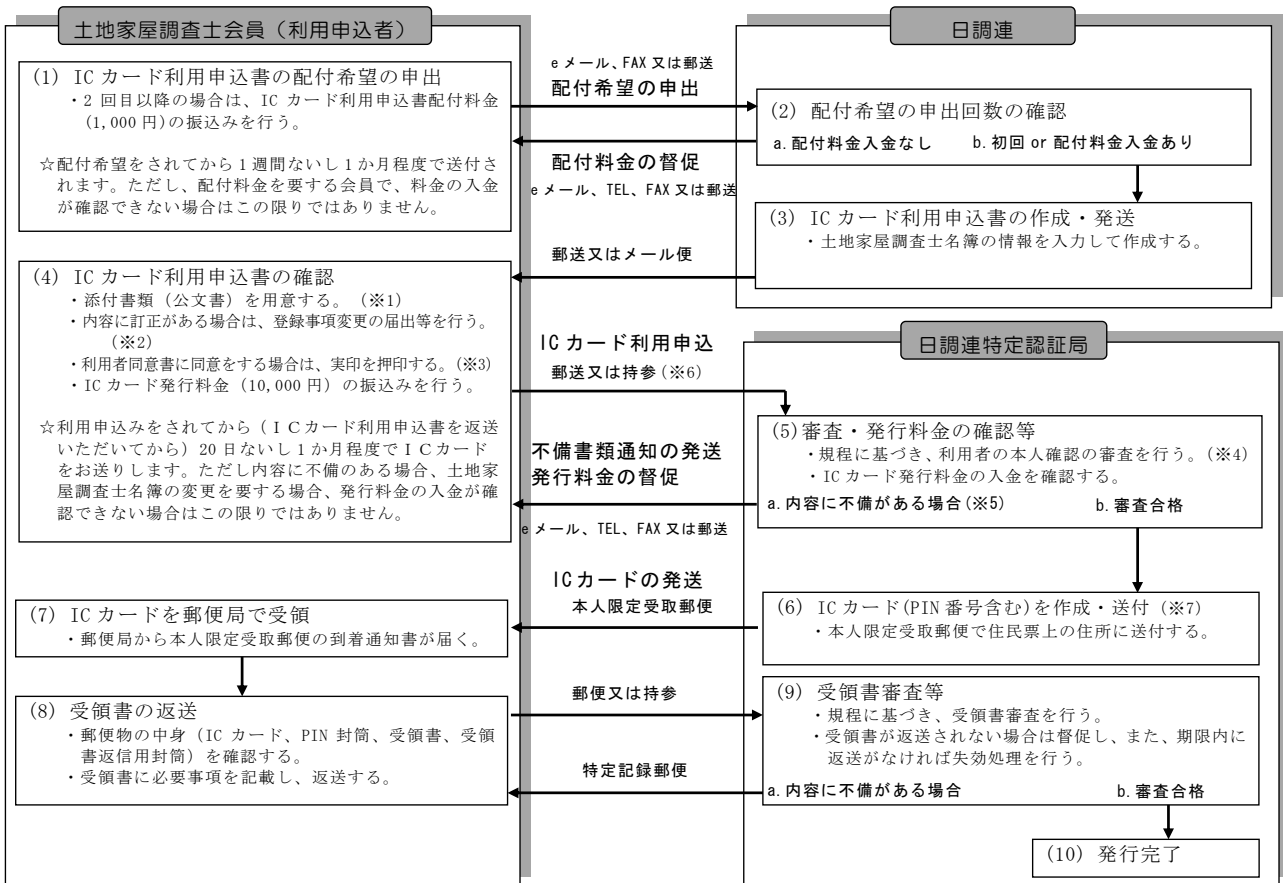 土地家屋調査士会員（利用申込者）
(1) IC カード利用申込書の配付希望の申出
・2 回目以降の場合は、IC カード利用申込書配付料金
(1,000 円)の振込みを行う。
☆配付希望をされてから１週間ないし１か月程度で送付さ
れます。ただし、配付料金を要する会員で、料金の入金
が確認できない場合はこの限りではありません。
e メール、FAX 又は郵送
配付希望の申出
配付料金の督促
e メール、TEL、FAX 又は郵送
日調連
(2) 配付希望の申出回数の確認
a. 配付料金入金なし　b. 初回 or 配付料金入金あり
(3) IC カード利用申込書の作成・発送
・土地家屋調査士名簿の情報を入力して作成する。
郵送又はメール便
(4) IC カード利用申込書の確認
・添付書類（公文書）を用意する。（※1）
・内容に訂正がある場合は、登録事項変更の届出等を行う。
（※2）
・利用者同意書に同意をする場合は、実印を押印する。(※3)
・IC カード発行料金（10,000 円）の振込みを行う。
☆利用申込みをされてから（ＩＣカード利用申込書を返送
いただいてから）20 日ないし１か月程度でＩＣカード
をお送りします。ただし内容に不備のある場合、土地家
屋調査士名簿の変更を要する場合、発行料金の入金が確
認できない場合はこの限りではありません。
IC カード利用申込
郵送又は持参(※6)
不備書類通知の発送
発行料金の督促
e メール、TEL、FAX 又は郵送
日調連特定認証局
(5)審査・発行料金の確認等
・規程に基づき、利用者の本人確認の審査を行う。(※4)
・IC カード発行料金の入金を確認する。
a. 内容に不備がある場合(※5)　b. 審査合格
IC カードの発送
本人限定受取郵便
(6) IC カード(PIN 番号含む)を作成・送付 (※7)
・本人限定受取郵便で住民票上の住所に送付する。
(7) IC カードを郵便局で受領
・郵便局から本人限定受取郵便の到着通知書が届く。
(8) 受領書の返送
・郵便物の中身（IC カード、PIN 封筒、受領書、受領
書返信用封筒）を確認する。
・受領書に必要事項を記載し、返送する。
郵便又は持参
特定記録郵便
(9) 受領書審査等
・規程に基づき、受領書審査を行う。
・受領書が返送されない場合は督促し、また、期限内に
返送がなければ失効処理を行う。
a. 内容に不備がある場合　b. 審査合格
(10) 発行完了